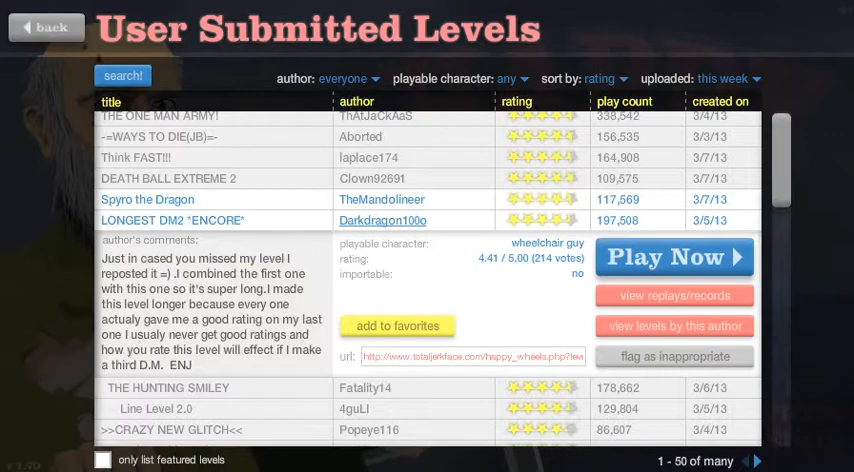 back
User Submitted Levels
search!
author: everyone playable character: any sort by: rating uploaded: this week
title author rating play count created on
THE ONE MAN ARMY! ThAtJaCkAaS 338,542 3/4/13
-=WAYS TO DIE(JB)=- Aborted 156,535 3/3/13
Think FAST!!! laplace174 164,908 3/7/13
DEATH BALL EXTREME 2 Clown92691 109,575 3/7/13
Spyro the Dragon TheMandolineer 117,569 3/7/13
LONGEST DM2 *ENCORE* Darkdragon100o 197,508 3/5/13
author's comments:
Just in cased you missed my level I
reposted it =) .I combined the first one
with this one so it's super long.I made
this level longer because every one
actualy gave me a good rating on my last
one I usualy never get good ratings and
how you rate this level will effect if I make
a third D.M. ENJ
playable character: wheelchair guy
rating: 4.41 / 5.00 (214 votes)
importable: no
add to favorites
url: http://www.totaljerkface.com/happy_wheels.php?lev
Play Now
view replays/records
view levels by this author
flag as inappropriate
THE HUNTING SMILEY Fatality14 178,662 3/6/13
Line Level 2.0 4guLI 129,804 3/5/13
>>CRAZY NEW GLITCH<< Popeye116 86,607 3/4/13
only list featured levels
1 - 50 of many